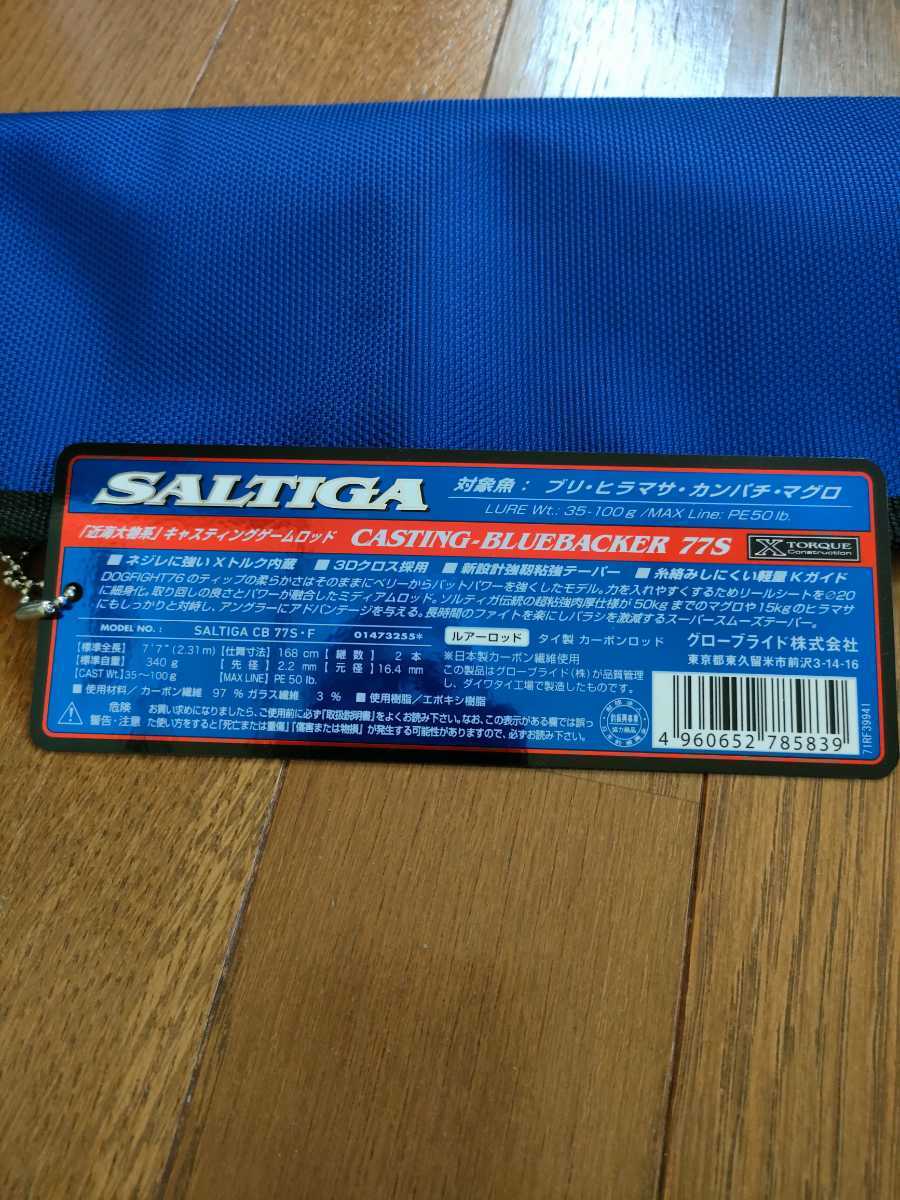 SALTIGA
対象魚：ブリ・ヒラマサ・カンパチ・マグロ
LURE Wt.: 35-100g /MAX Line: PE50 lb.
「近海大物系」キャスティングゲームロッド CASTING-BLUEBACKER 77S
X TORQUE
Construction
■ネジレに強いXトルク内蔵 ■3Dクロス採用 ■新設計強靭粘強テーパー ■糸絡みしにくい軽量Kガイド
DOGFIGHT76のティップの柔らかさはそのままにベリーからバットパワーを強くしたモデル。力を入れやすくするためリールシートを∅20
に細身化。取り回しの良さとパワーが融合したミディアムロッド。ソルティガ伝統の超粘強肉厚仕様が50kgまでのマグロや15kgのヒラマサ
にもしっかりと対峙し、アングラーにアドバンテージを与える。長時間のファイトを楽にしバラシを激減するスーパースムーズテーパー。
MODEL NO.: SALTIGA CB 77S・F 01473255*
[標準全長] 7'7"(2.31m) [仕舞寸法] 168 cm [継数] 2 本
[標準自重] 340 g [先径] 2.2 mm [元径] 16.4 mm
[CAST Wt.] 35〜100g [MAX LINE] PE50 lb.
■使用材料/カーボン繊維 97 % ガラス繊維 3 % ■使用樹脂/エポキシ樹脂
ルアーロッド タイ製 カーボンロッド
※日本製カーボン繊維使用
この製品はグローブライド(株)が品質管理
し、ダイワタイ工場で製造したものです。
グローブライド株式会社
東京都東久留米市前沢3-14-16
危険
警告・注意
お買い求めになりましたら、ご使用前に必ず「取扱説明書」をよくお読み下さい。なお、この表示がある欄では誤っ
た使い方をすると「死亡または重傷」「傷害または物損」が発生する可能性がありますので、必ずお読み下さい。
4 960652 785839
71RF39941